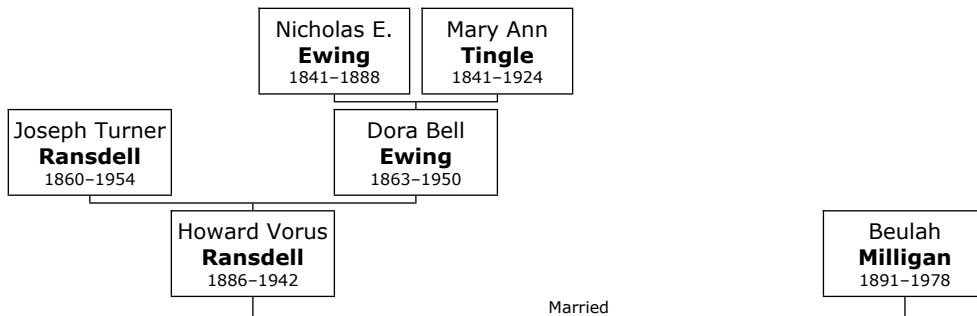 Nicholas E.
Ewing
1841–1888
Mary Ann
Tingle
1841–1924
Joseph Turner
Ransdell
1860–1954
Dora Bell
Ewing
1863–1950
Howard Vorus
Ransdell
1886–1942
Beulah
Milligan
1891–1978
Married